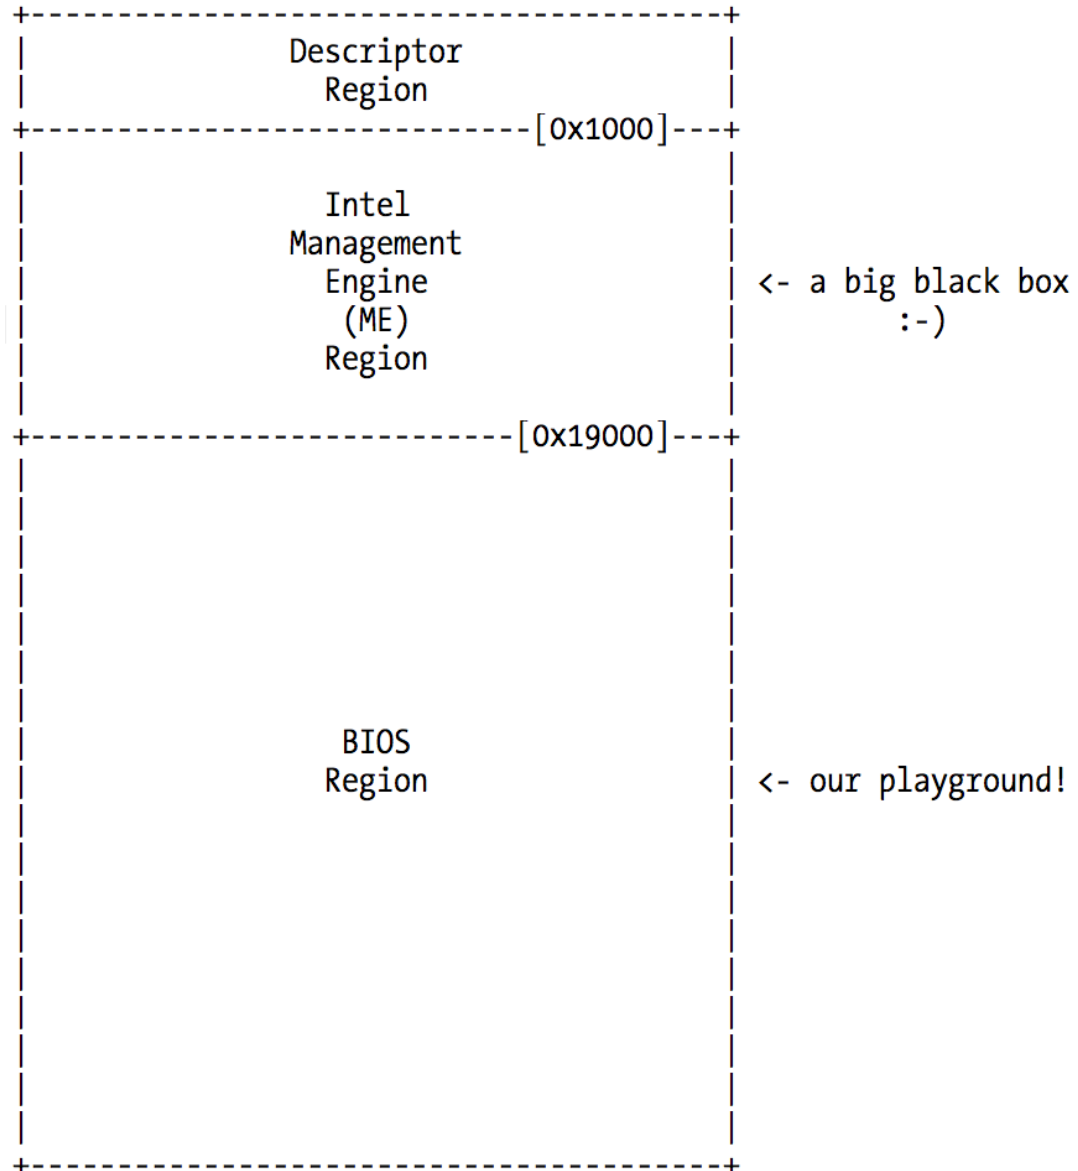 Descriptor
Region
[0x1000]
Intel
Management
Engine <- a big black box
(ME) :-)
Region
[0x19000]
BIOS
Region <- our playground!